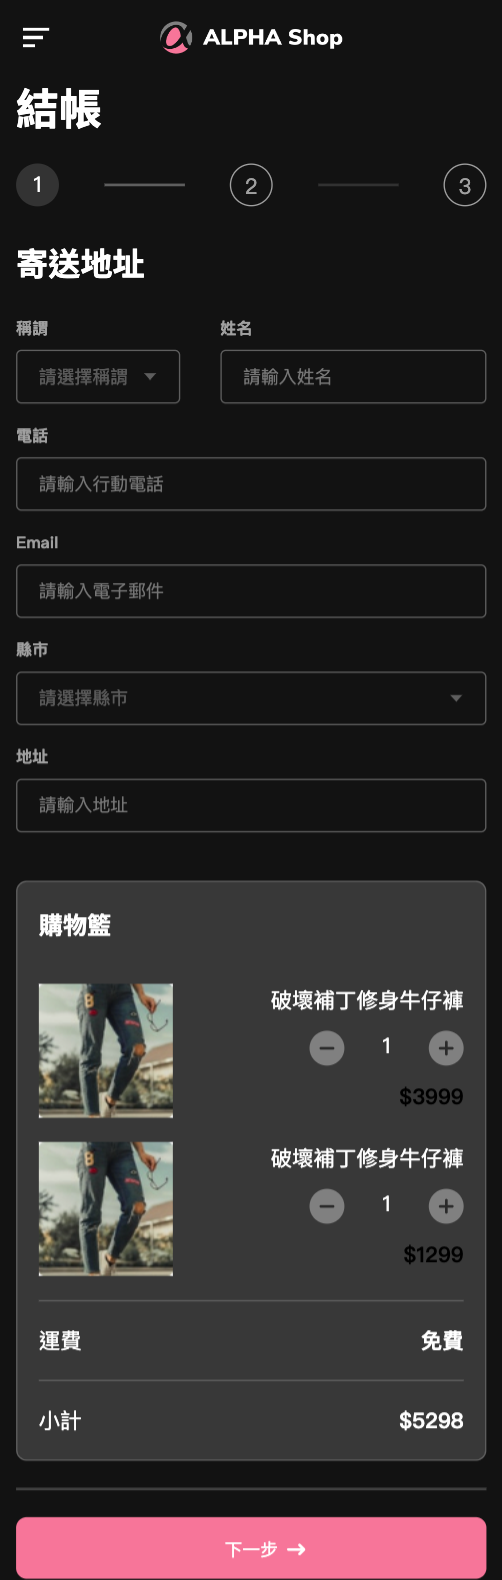 ALPHA Shop
結帳
1 2 3
寄送地址
稱謂 姓名
請選擇稱謂 請輸入姓名
電話
請輸入行動電話
Email
請輸入電子郵件
縣市
請選擇縣市
地址
請輸入地址
購物籃
破壞補丁修身牛仔褲
1
$3999
破壞補丁修身牛仔褲
1
$1299
運費 免費
小計 $5298
下一步 →